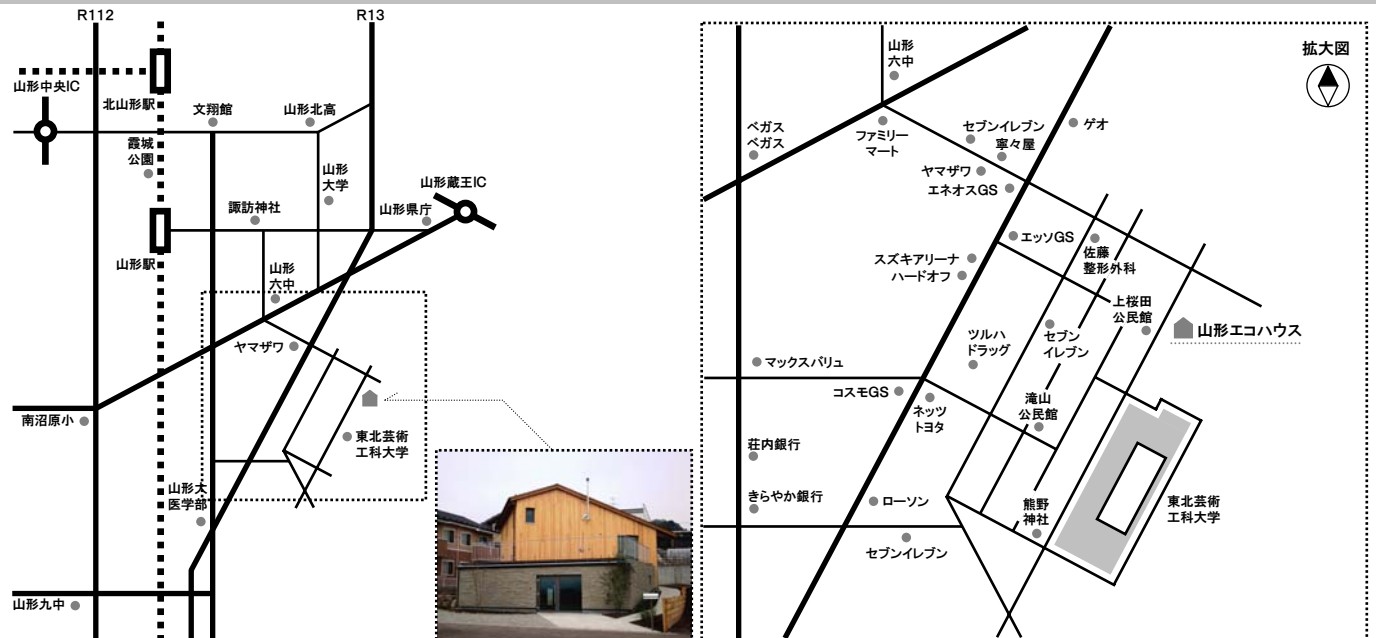 R112
R13
山形中央IC
北山形駅
文翔館
山形北高
霞城
公園
山形
大学
山形蔵王IC
諏訪神社
山形県庁
山形駅
山形
六中
ヤマザワ
南沼原小
東北芸術
工科大学
山形大
医学部
山形九中
拡大図
山形
六中
ベガス
ベガス
ファミリー
マート
セブンイレブン
寧々屋
ゲオ
ヤマザワ
エネオスGS
エッソGS
佐藤
整形外科
スズキアリーナ
ハードオフ
上桜田
公民館
山形エコハウス
ツルハ
ドラッグ
セブン
イレブン
マックスバリュ
コスモGS
ネッツ
トヨタ
滝山
公民館
荘内銀行
きらやか銀行
ローソン
熊野
神社
東北芸術
工科大学
セブンイレブン